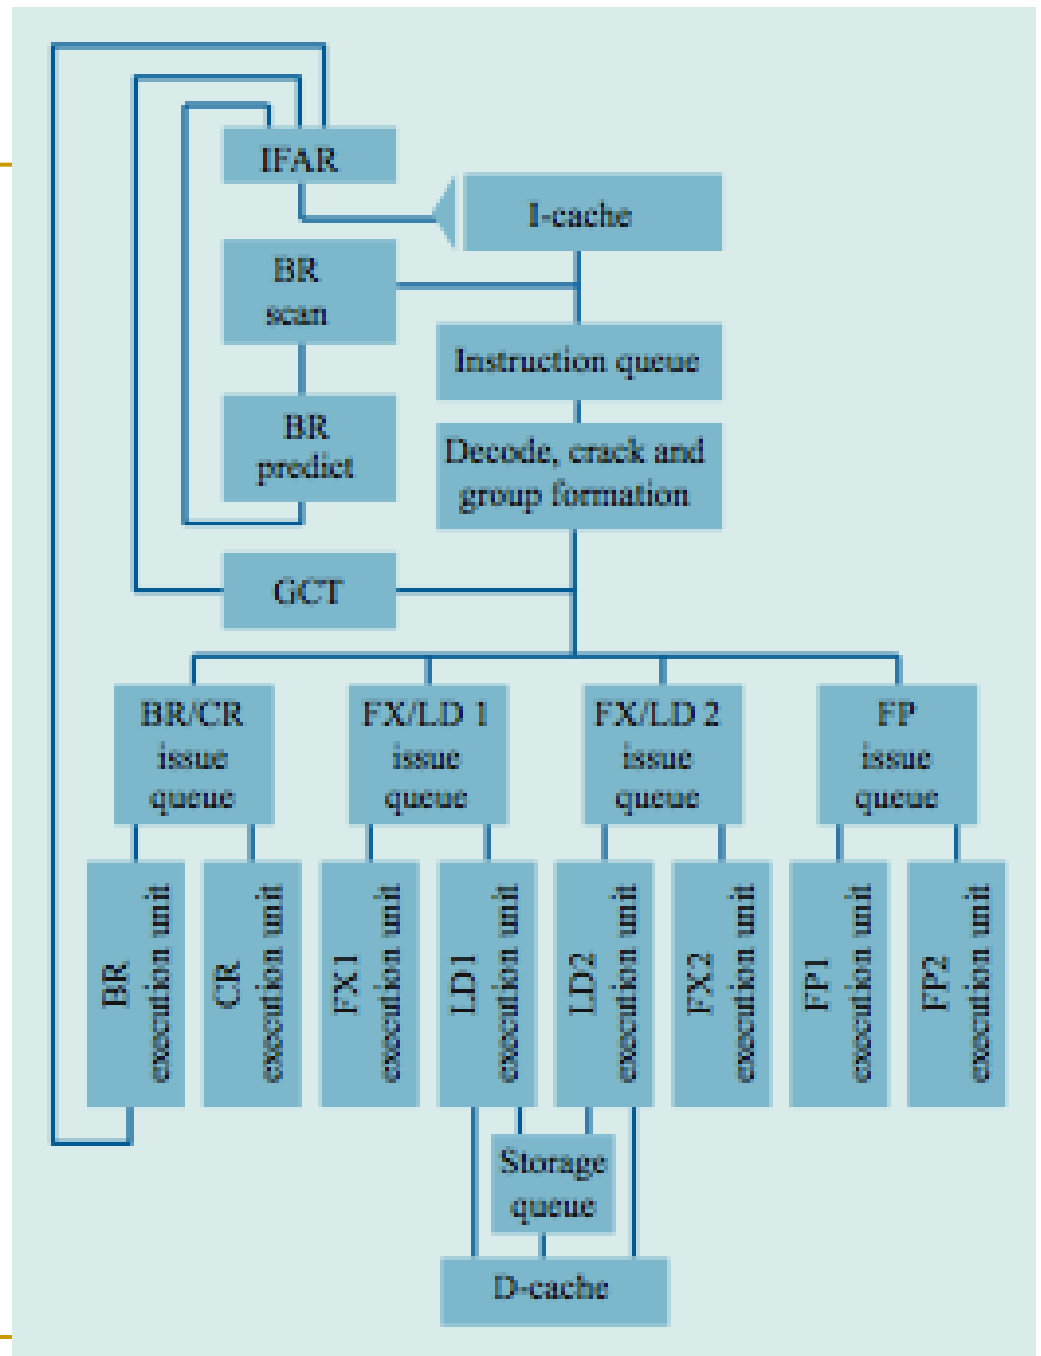 IFAR
I-cache
BR
scan
Instruction queue
BR
predict
Decode, crack and
group formation
GCT
BR/CR
issue
queue
FX/LD 1
issue
queue
FX/LD 2
issue
queue
FP
issue
queue
BR
execution unit
CR
execution unit
FX1
execution unit
LD1
execution unit
LD2
execution unit
FX2
execution unit
FP1
execution unit
FP2
execution unit
Storage
queue
D-cache